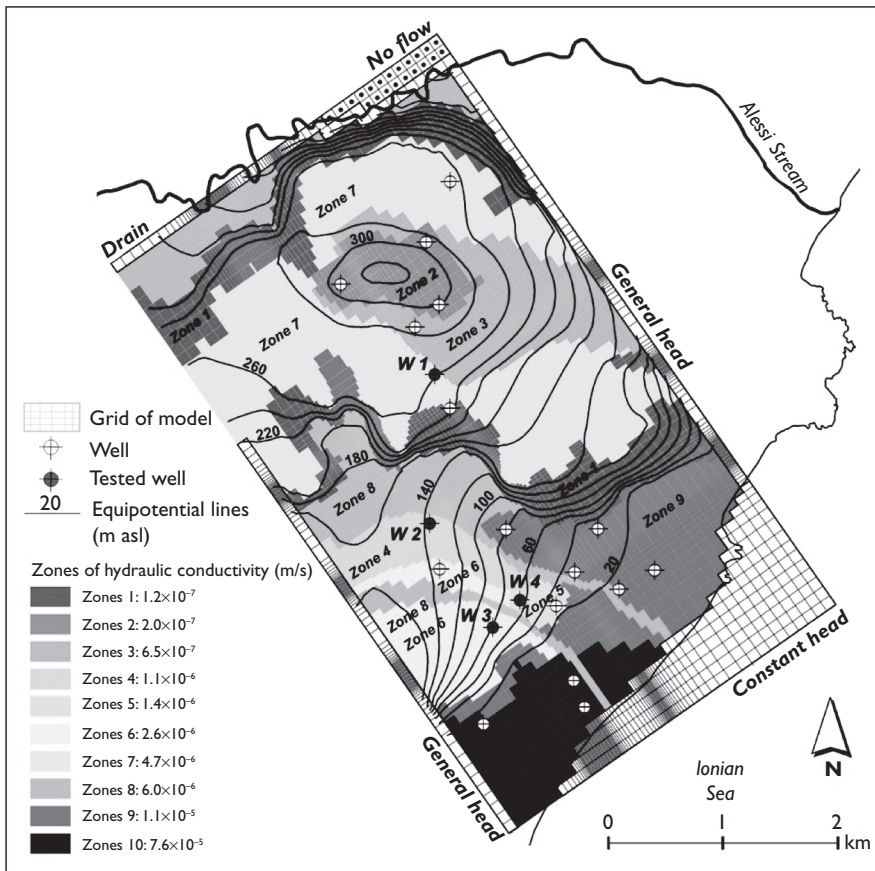 No flow
Alessi Stream
Drain
Zone 7
300
Zone 2
General head
Zone 1
Zone 7
Zone 3
W 1
260
220
180
Zone 8
140
100
Zone 1
Zone 9
W 2
60
Zone 4
Zone 6
20
W 4
Zone 5
Zone 8
Zone 6
W 3
Constant head
General head
Grid of model
Well
Tested well
20 Equipotential lines
(m asl)
Zones of hydraulic conductivity (m/s)
Zones 1: 1.2×10⁻⁷
Zones 2: 2.0×10⁻⁷
Zones 3: 6.5×10⁻⁷
Zones 4: 1.1×10⁻⁶
Zones 5: 1.4×10⁻⁶
Zones 6: 2.6×10⁻⁶
Zones 7: 4.7×10⁻⁶
Zones 8: 6.0×10⁻⁶
Zones 9: 1.1×10⁻⁵
Zones 10: 7.6×10⁻⁵
N
Ionian
Sea
0 1 2
km